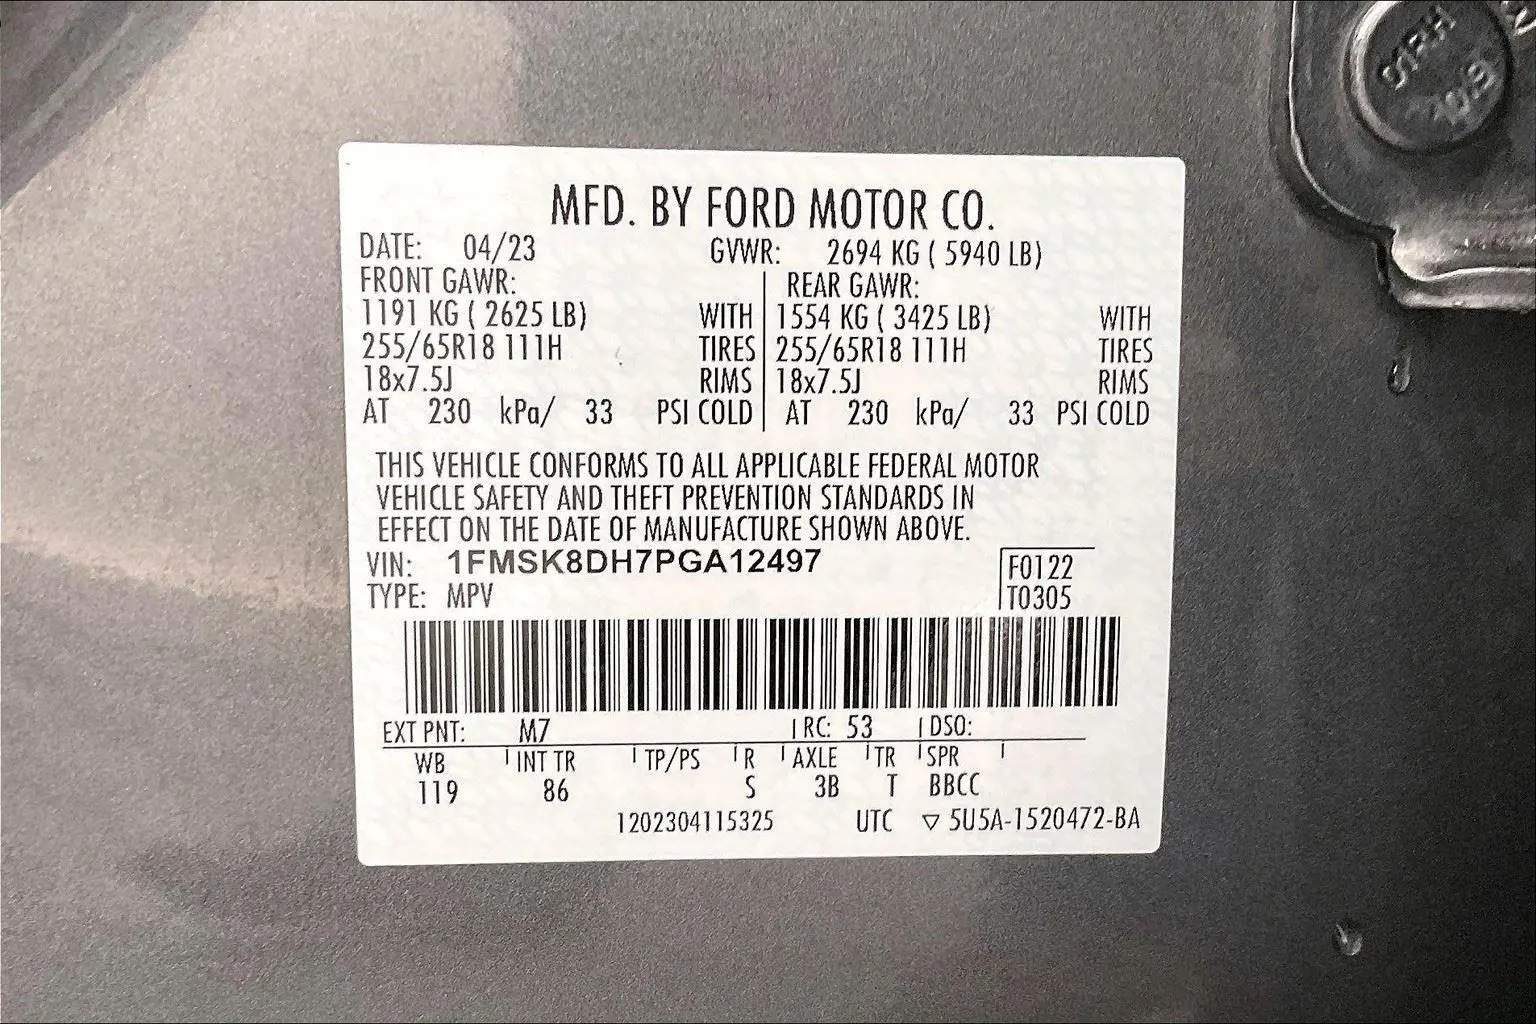 MFD. BY FORD MOTOR CO.
DATE: 04/23 GVWR: 2694 KG ( 5940 LB)
FRONT GAWR: REAR GAWR:
1191 KG ( 2625 LB) WITH 1554 KG ( 3425 LB) WITH
255/65R18 111H TIRES 255/65R18 111H TIRES
18x7.5J RIMS 18x7.5J RIMS
AT 230 kPa/ 33 PSI COLD AT 230 kPa/ 33 PSI COLD
THIS VEHICLE CONFORMS TO ALL APPLICABLE FEDERAL MOTOR
VEHICLE SAFETY AND THEFT PREVENTION STANDARDS IN
EFFECT ON THE DATE OF MANUFACTURE SHOWN ABOVE.
VIN: 1FMSK8DH7PGA12497 F0122
TYPE: MPV T0305
EXT PNT: M7 RC: 53 DSO:
WB INT TR TP/PS R AXLE TR SPR
119 86 S 3B T BBCC
1202304115325 UTC ▽ 5U5A-1520472-BA